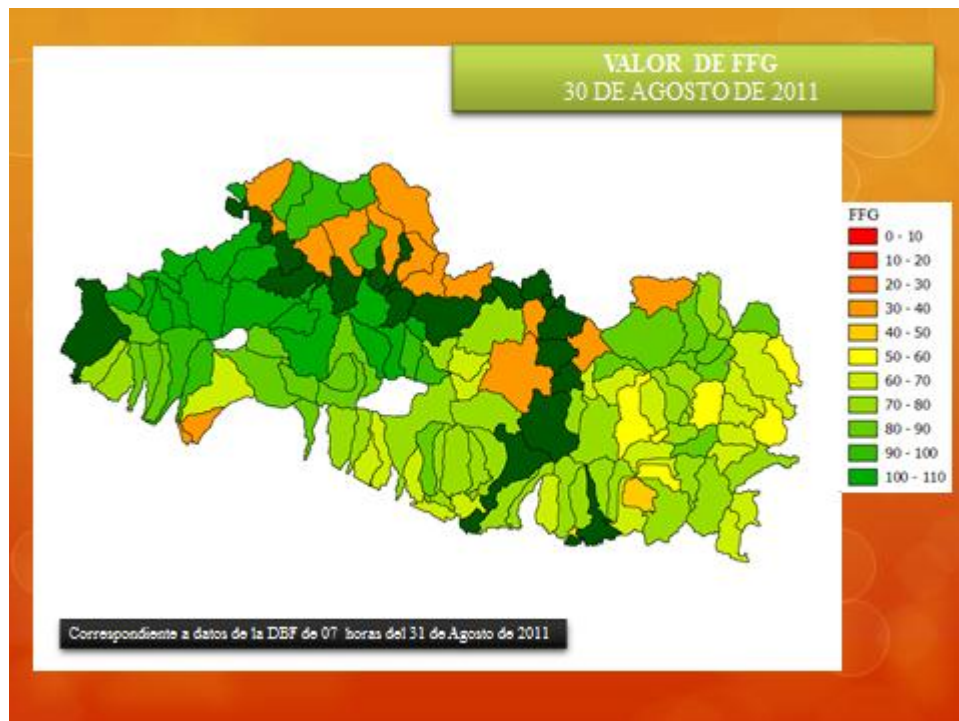 VALOR DE FFG
30 DE AGOSTO DE 2011
FFG
0 - 10
10 - 20
20 - 30
30 - 40
40 - 50
50 - 60
60 - 70
70 - 80
80 - 90
90 - 100
100 - 110
Correspondiente a datos de la DBF de 07 horas del 31 de Agosto de 2011